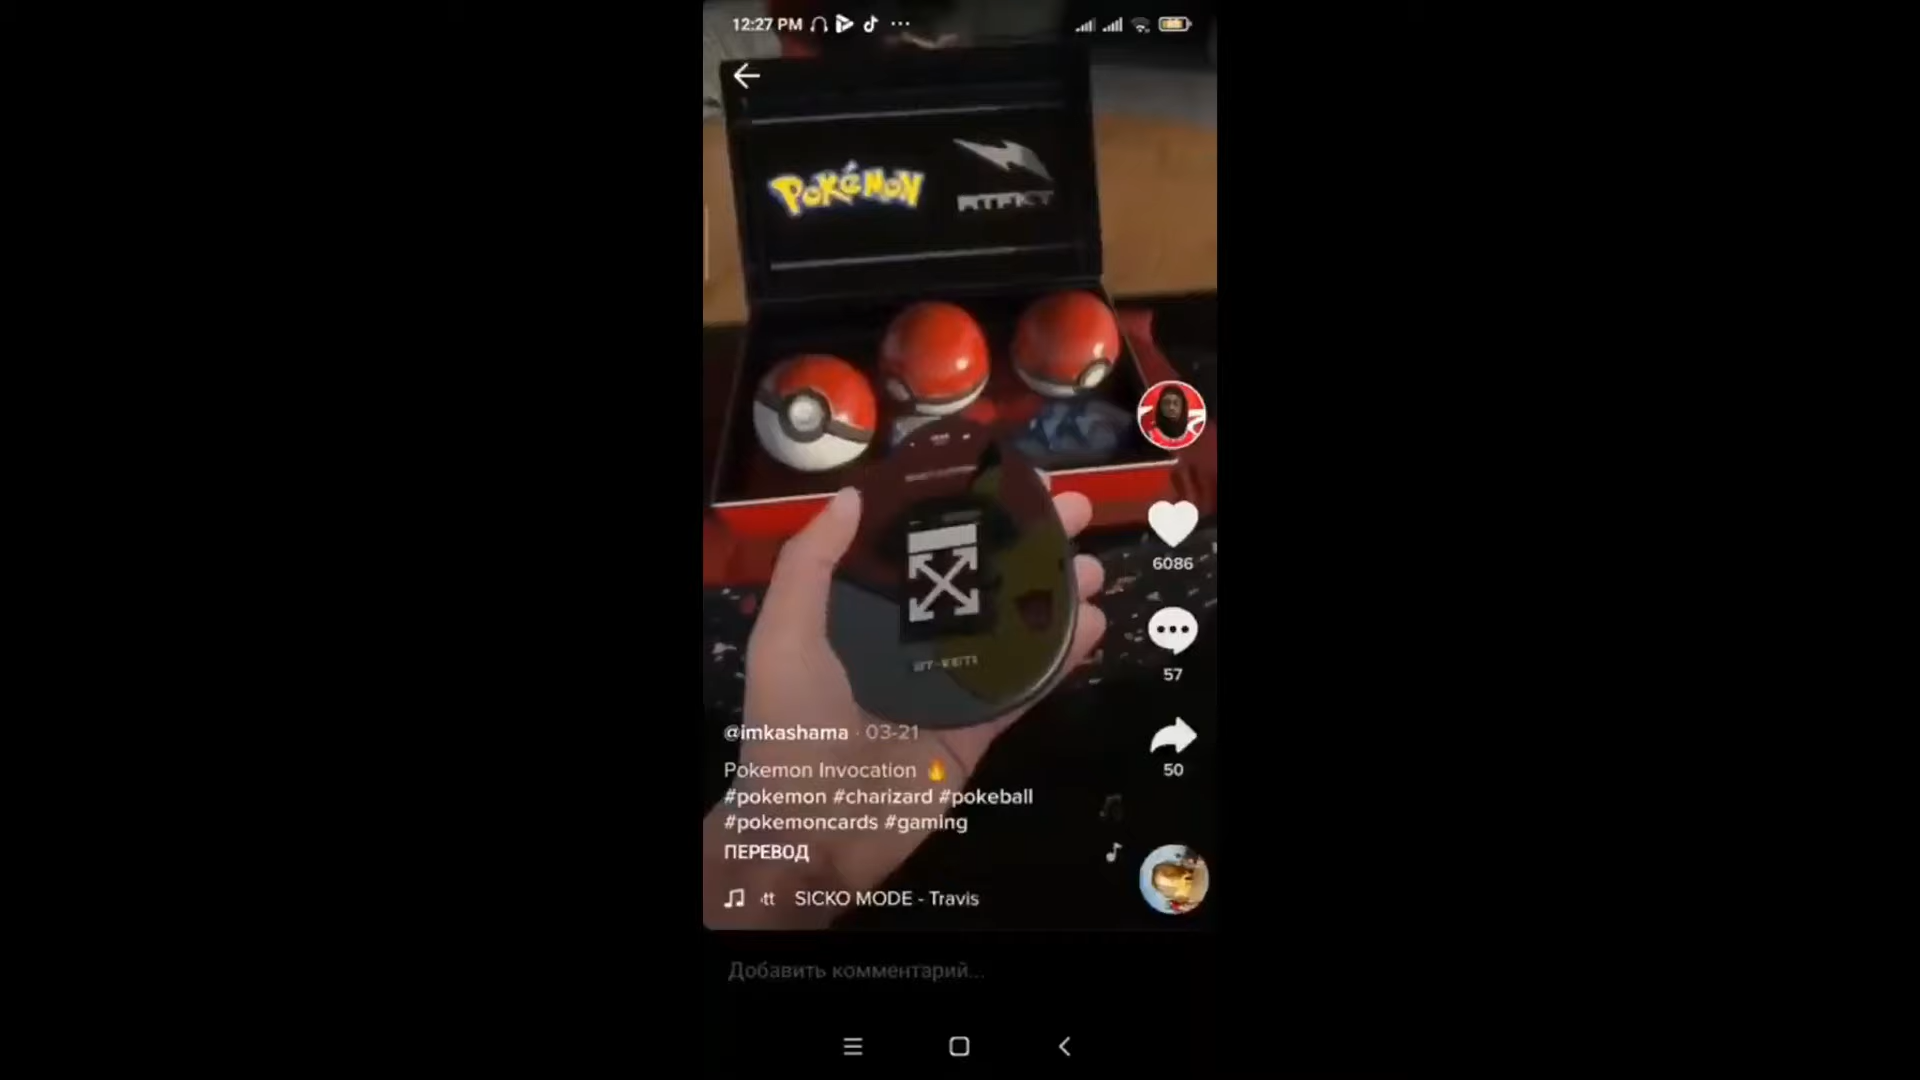 12:27 PM
POKéMON
RTFKT
6086
57
50
@imkashama · 03-21
Pokemon Invocation 🔥
#pokemon #charizard #pokeball
#pokemoncards #gaming
ПЕРЕВОД
tt SICKO MODE - Travis
Добавить комментарий...